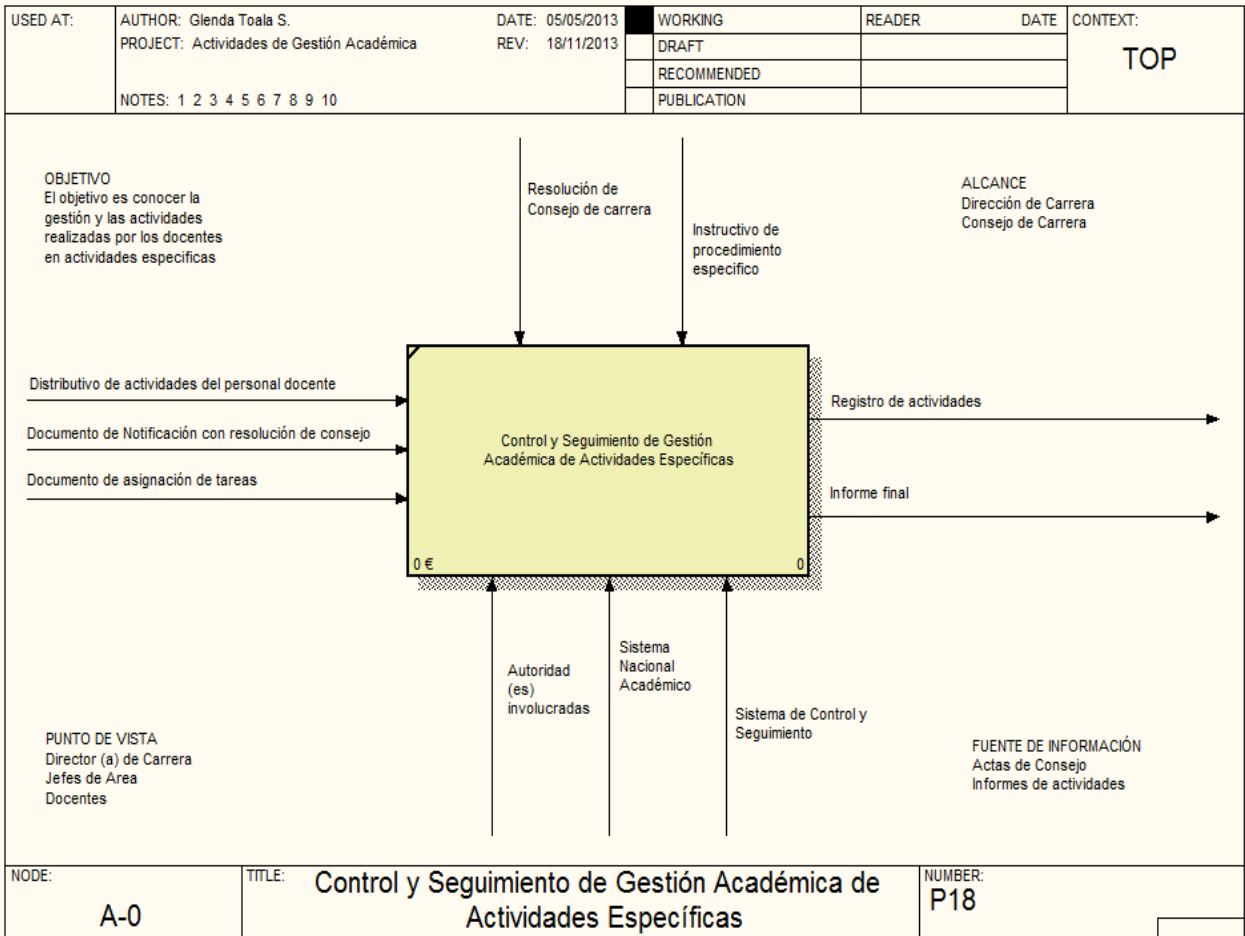 USED AT:
AUTHOR: Glenda Toala S.
DATE: 05/05/2013
PROJECT: Actividades de Gestión Académica
REV: 18/11/2013
NOTES: 1 2 3 4 5 6 7 8 9 10
WORKING
DRAFT
RECOMMENDED
PUBLICATION
READER
DATE
CONTEXT:
TOP
OBJETIVO
El objetivo es conocer la
gestión y las actividades
realizadas por los docentes
en actividades especificas
Resolución de
Consejo de carrera
Instructivo de
procedimiento
especifico
ALCANCE
Dirección de Carrera
Consejo de Carrera
Distributivo de actividades del personal docente
Documento de Notificación con resolución de consejo
Documento de asignación de tareas
Control y Seguimiento de Gestión
Académica de Actividades Específicas
0 €
0
Registro de actividades
Informe final
Autoridad
(es)
involucradas
Sistema
Nacional
Académico
Sistema de Control y
Seguimiento
PUNTO DE VISTA
Director (a) de Carrera
Jefes de Area
Docentes
FUENTE DE INFORMACIÓN
Actas de Consejo
Informes de actividades
NODE:
A-0
TITLE:
Control y Seguimiento de Gestión Académica de
Actividades Específicas
NUMBER:
P18